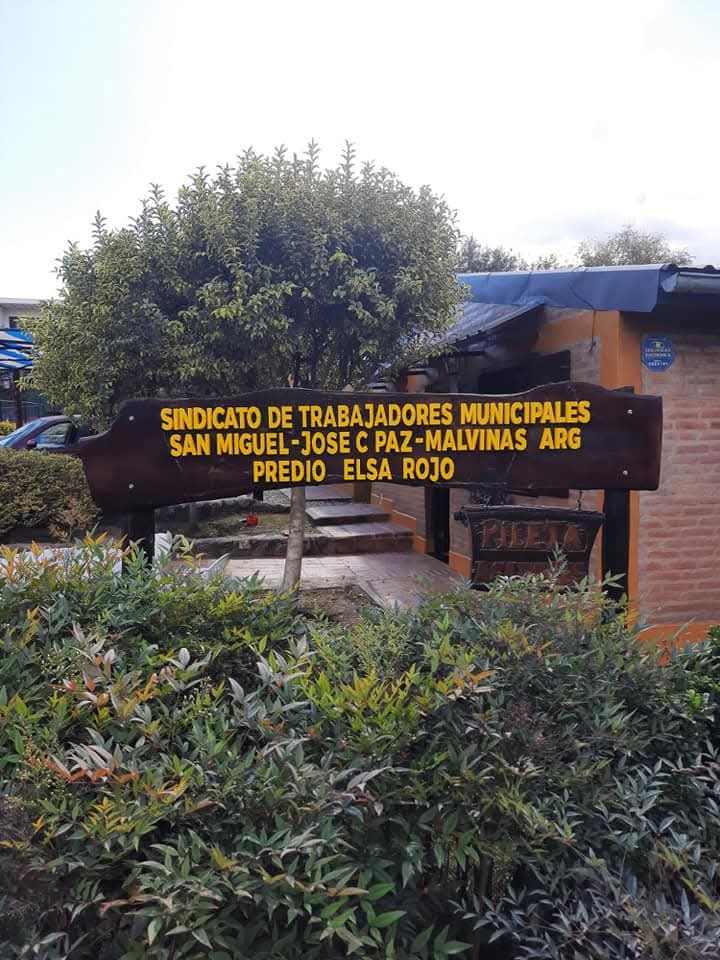 SINDICATO DE TRABAJADORES MUNICIPALES
SAN MIGUEL-JOSE C PAZ-MALVINAS ARG
PREDIO ELSA ROJO
PILETA